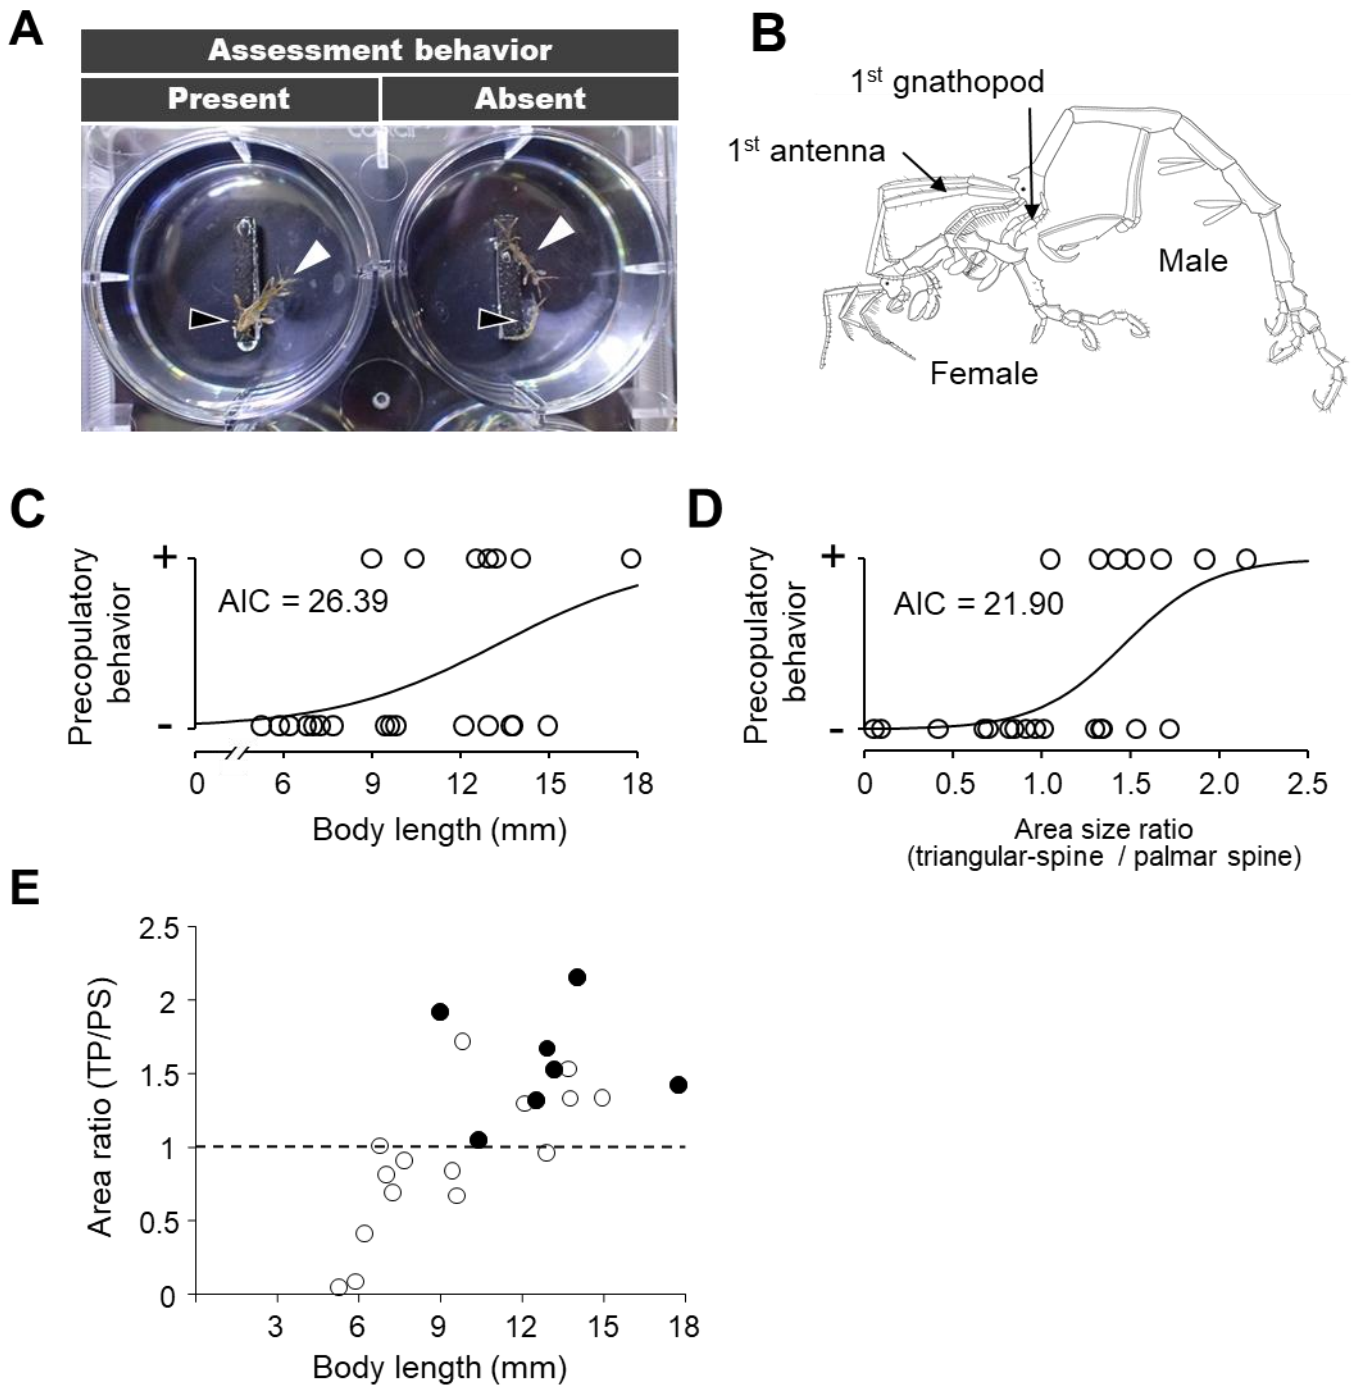 A
Assessment behavior
Present
Absent
B
1st gnathopod
1st antenna
Male
Female
C
Precopulatory
behavior
+
-
AIC = 26.39
0 6 9 12 15 18
Body length (mm)
D
Precopulatory
behavior
+
-
AIC = 21.90
0 0.5 1.0 1.5 2.0 2.5
Area size ratio
(triangular-spine / palmar spine)
E
Area ratio (TP/PS)
2.5
2
1.5
1
0.5
0
3 6 9 12 15 18
Body length (mm)